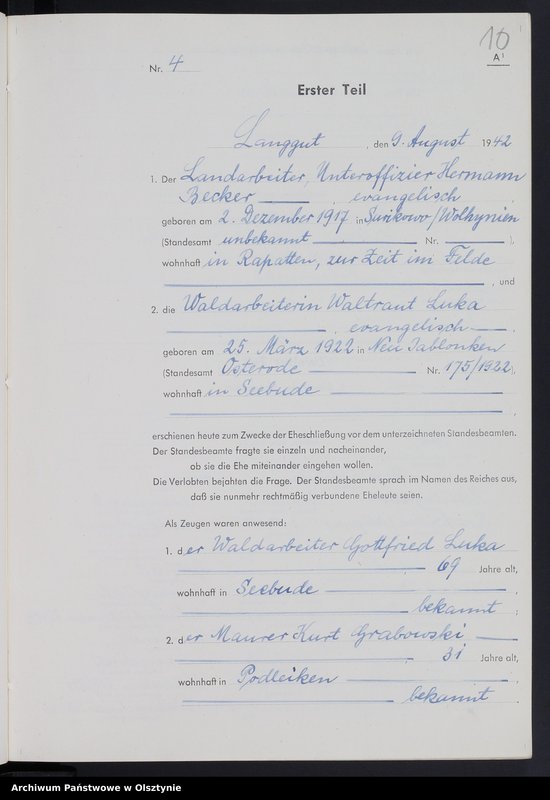 10
A¹
Nr. 4
Erster Teil
Langgut, den 9. August 1942
1. Der Landarbeiter, Unteroffizier Hermann
Becker, evangelisch
geboren am 2. Dezember 1917 in Surikowo/Wolhynien
(Standesamt unbekannt Nr. ),
wohnhaft in Rapatten, zur Zeit im Felde
, und
2. die Waldarbeiterin Waltraut Luka
, evangelisch,
geboren am 25. März 1922 in Neu Jablonken
(Standesamt Osterode Nr. 175/1922),
wohnhaft in Seebude
,
erschienen heute zum Zwecke der Eheschließung vor dem unterzeichneten Standesbeamten.
Der Standesbeamte fragte sie einzeln und nacheinander,
ob sie die Ehe miteinander eingehen wollen.
Die Verlobten bejahten die Frage. Der Standesbeamte sprach im Namen des Reiches aus,
daß sie nunmehr rechtmäßig verbundene Eheleute seien.
Als Zeugen waren anwesend:
1. der Waldarbeiter Gottfried Luka
69 Jahre alt,
wohnhaft in Seebude,
bekannt;
2. der Maurer Kurt Grabowski
31 Jahre alt,
wohnhaft in Podleiken,
bekannt.
Archiwum Państwowe w Olsztynie